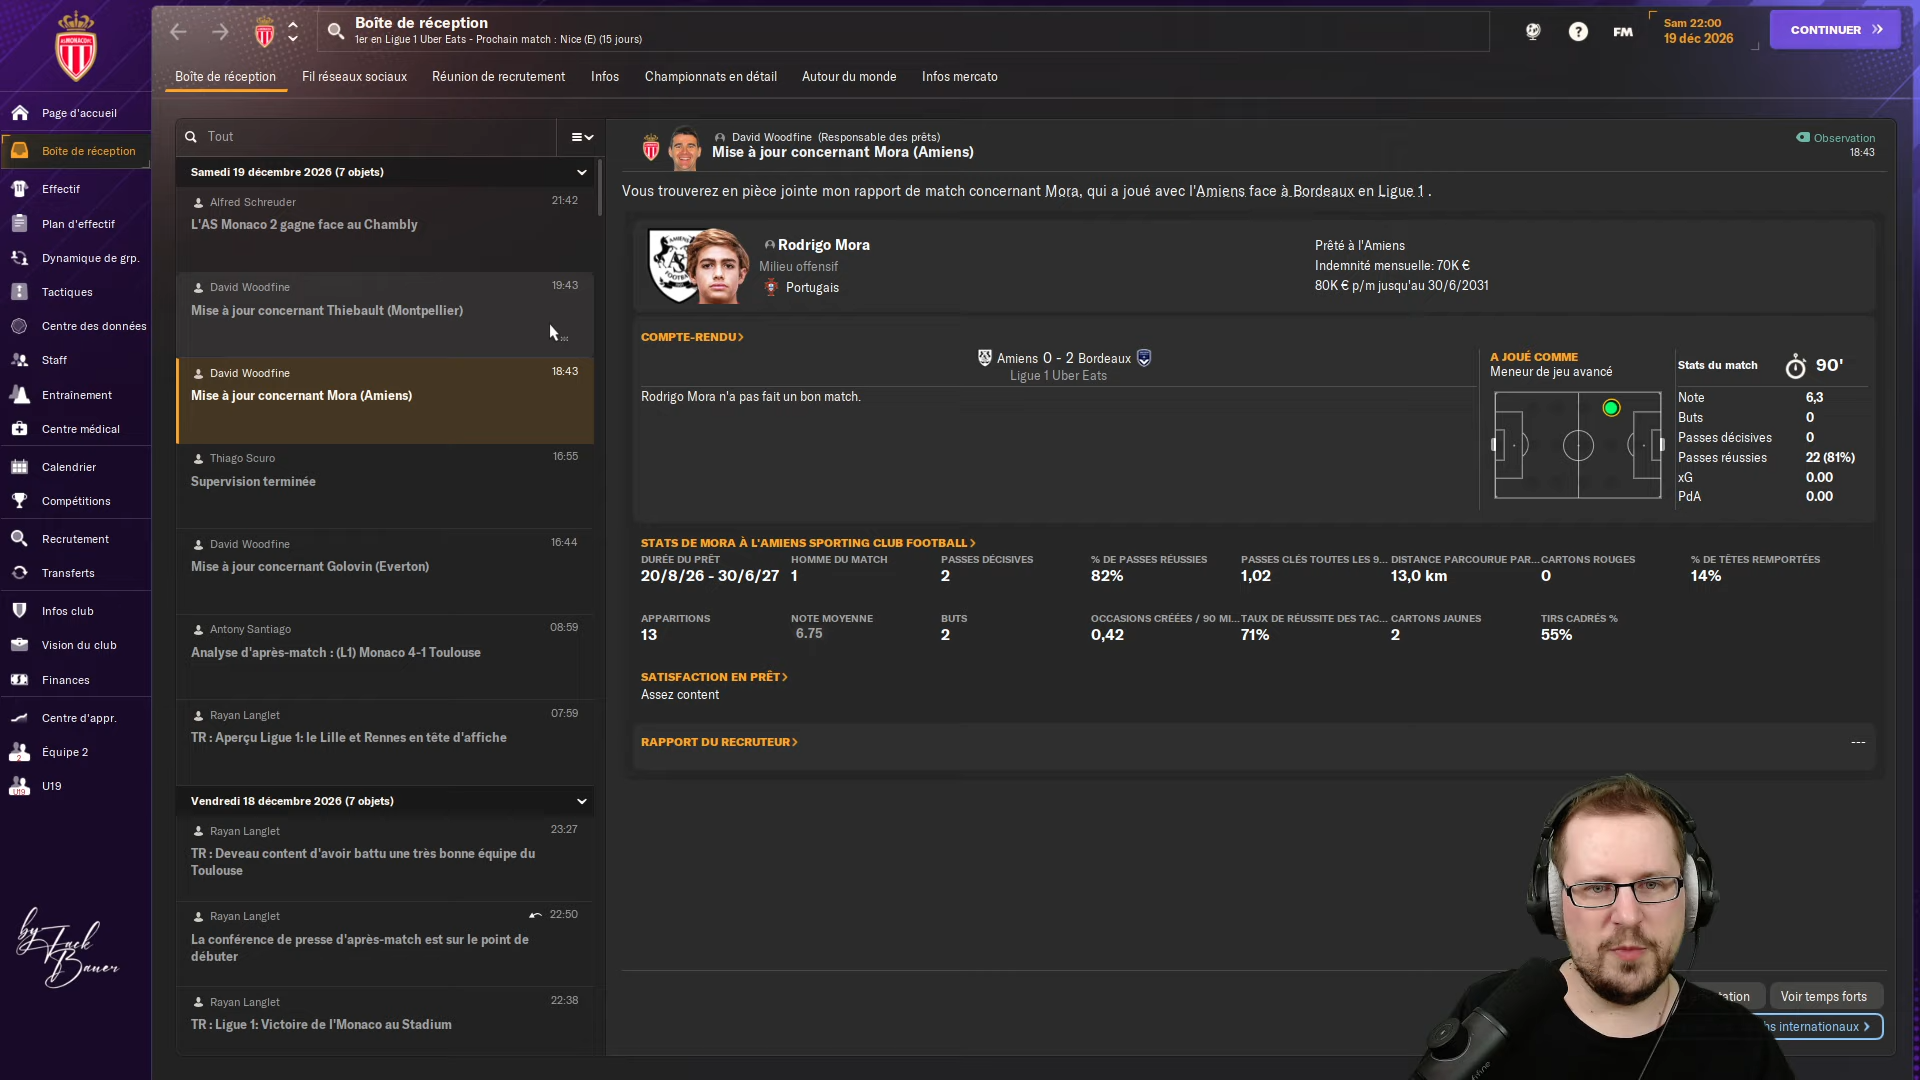 Boîte de réception
1er en Ligue 1 Uber Eats - Prochain match : Nice (E) (15 jours)
FM
Sam 22:00
19 déc 2026
CONTINUER
Boîte de réception
Fil réseaux sociaux
Réunion de recrutement
Infos
Championnats en détail
Autour du monde
Infos mercato
Page d'accueil
Boîte de réception
Effectif
Plan d'effectif
Dynamique de grp.
Tactiques
Centre des données
Staff
Entraînement
Centre médical
Calendrier
Compétitions
Recrutement
Transferts
Infos club
Vision du club
Finances
Centre d'appr.
Équipe 2
U19
by Jack
Bauer
Tout
Samedi 19 décembre 2026 (7 objets)
Alfred Schreuder 21:42
L'AS Monaco 2 gagne face au Chambly
David Woodfine 19:43
Mise à jour concernant Thiebault (Montpellier)
David Woodfine 18:43
Mise à jour concernant Mora (Amiens)
Thiago Scuro 16:55
Supervision terminée
David Woodfine 16:44
Mise à jour concernant Golovin (Everton)
Antony Santiago 08:59
Analyse d'après-match : (L1) Monaco 4-1 Toulouse
Rayan Langlet 07:59
TR : Aperçu Ligue 1: le Lille et Rennes en tête d'affiche
Vendredi 18 décembre 2026 (7 objets)
Rayan Langlet 23:27
TR : Deveau content d'avoir battu une très bonne équipe du
Toulouse
Rayan Langlet 22:50
La conférence de presse d'après-match est sur le point de
débuter
Rayan Langlet 22:38
TR : Ligue 1: Victoire de l'Monaco au Stadium
David Woodfine (Responsable des prêts)
Mise à jour concernant Mora (Amiens)
Observation
18:43
Vous trouverez en pièce jointe mon rapport de match concernant Mora, qui a joué avec l'Amiens face à Bordeaux en Ligue 1 .
Rodrigo Mora
Milieu offensif
Portugais
Prêté à l'Amiens
Indemnité mensuelle: 70K €
80K € p/m jusqu'au 30/6/2031
COMPTE-RENDU
Amiens 0 - 2 Bordeaux
Ligue 1 Uber Eats
Rodrigo Mora n'a pas fait un bon match.
A JOUÉ COMME
Meneur de jeu avancé
Stats du match 90'
Note 6,3
Buts 0
Passes décisives 0
Passes réussies 22 (81%)
xG 0.00
PdA 0.00
STATS DE MORA À L'AMIENS SPORTING CLUB FOOTBALL
DURÉE DU PRÊT HOMME DU MATCH PASSES DÉCISIVES % DE PASSES RÉUSSIES PASSES CLÉS TOUTES LES 9... DISTANCE PARCOURUE PAR... CARTONS ROUGES % DE TÊTES REMPORTÉES
20/8/26 - 30/6/27 1 2 82% 1,02 13,0 km 0 14%
APPARITIONS NOTE MOYENNE BUTS OCCASIONS CRÉÉES / 90 MI... TAUX DE RÉUSSITE DES TAC... CARTONS JAUNES TIRS CADRÉS %
13 6.75 2 0,42 71% 2 55%
SATISFACTION EN PRÊT
Assez content
RAPPORT DU RECRUTEUR ---
Voir temps forts
internationaux